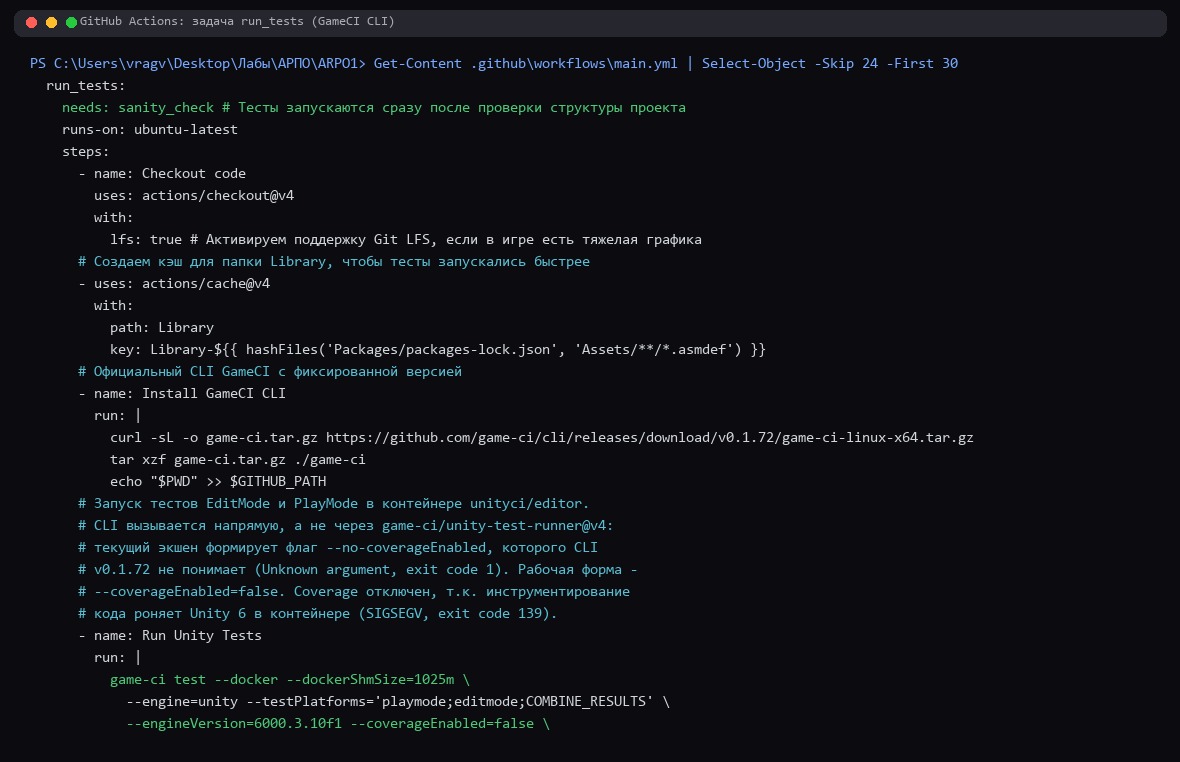 GitHub Actions: задача run_tests (GameCI CLI)
PS C:\Users\vragv\Desktop\Лабы\АРПО\ARPO1> Get-Content .github\workflows\main.yml | Select-Object -Skip 24 -First 30
  run_tests:
    needs: sanity_check # Тесты запускаются сразу после проверки структуры проекта
    runs-on: ubuntu-latest
    steps:
      - name: Checkout code
        uses: actions/checkout@v4
        with:
          lfs: true # Активируем поддержку Git LFS, если в игре есть тяжелая графика
      # Создаем кэш для папки Library, чтобы тесты запускались быстрее
      - uses: actions/cache@v4
        with:
          path: Library
          key: Library-${{ hashFiles('Packages/packages-lock.json', 'Assets/**/*.asmdef') }}
      # Официальный CLI GameCI с фиксированной версией
      - name: Install GameCI CLI
        run: |
          curl -sL -o game-ci.tar.gz https://github.com/game-ci/cli/releases/download/v0.1.72/game-ci-linux-x64.tar.gz
          tar xzf game-ci.tar.gz ./game-ci
          echo "$PWD" >> $GITHUB_PATH
      # Запуск тестов EditMode и PlayMode в контейнере unityci/editor.
      # CLI вызывается напрямую, а не через game-ci/unity-test-runner@v4:
      # текущий экшен формирует флаг --no-coverageEnabled, которого CLI
      # v0.1.72 не понимает (Unknown argument, exit code 1). Рабочая форма -
      # --coverageEnabled=false. Coverage отключен, т.к. инструментирование
      # кода роняет Unity 6 в контейнере (SIGSEGV, exit code 139).
      - name: Run Unity Tests
        run: |
          game-ci test --docker --dockerShmSize=1025m \
            --engine=unity --testPlatforms='playmode;editmode;COMBINE_RESULTS' \
            --engineVersion=6000.3.10f1 --coverageEnabled=false \